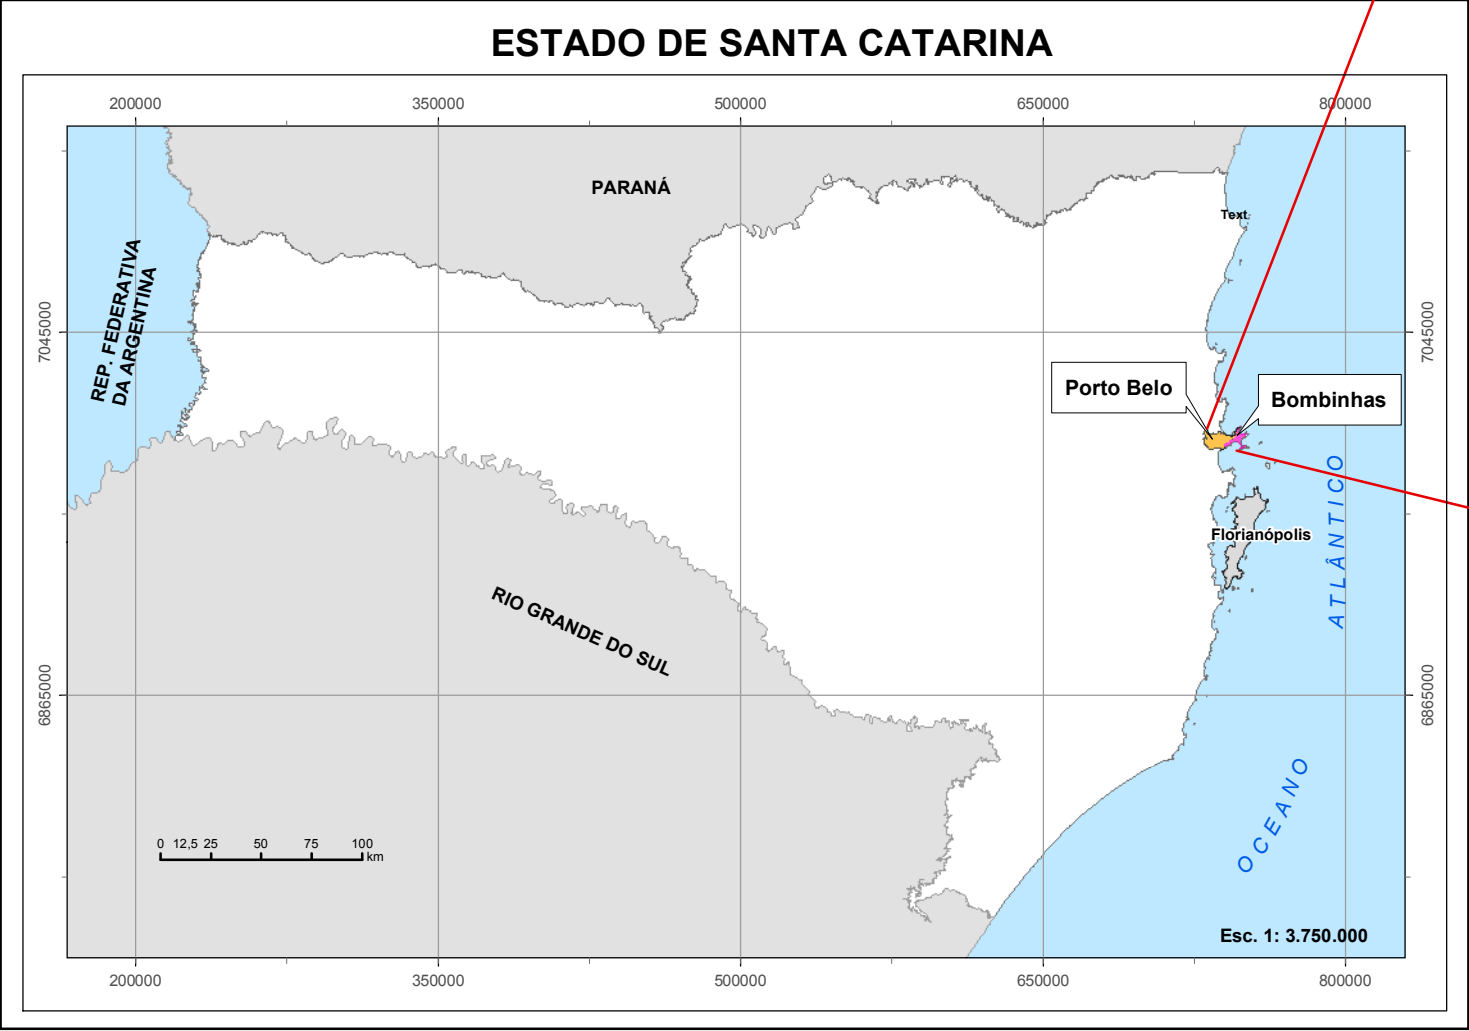 ESTADO DE SANTA CATARINA
200000 350000 500000 650000 800000
PARANÁ
Text
REP. FEDERATIVA
DA ARGENTINA
7045000
7045000
Porto Belo
Bombinhas
ATLÂNTICO
Florianópolis
RIO GRANDE DO SUL
6865000
6865000
OCEANO
0 12,5 25 50 75 100
km
Esc. 1: 3.750.000
200000 350000 500000 650000 800000